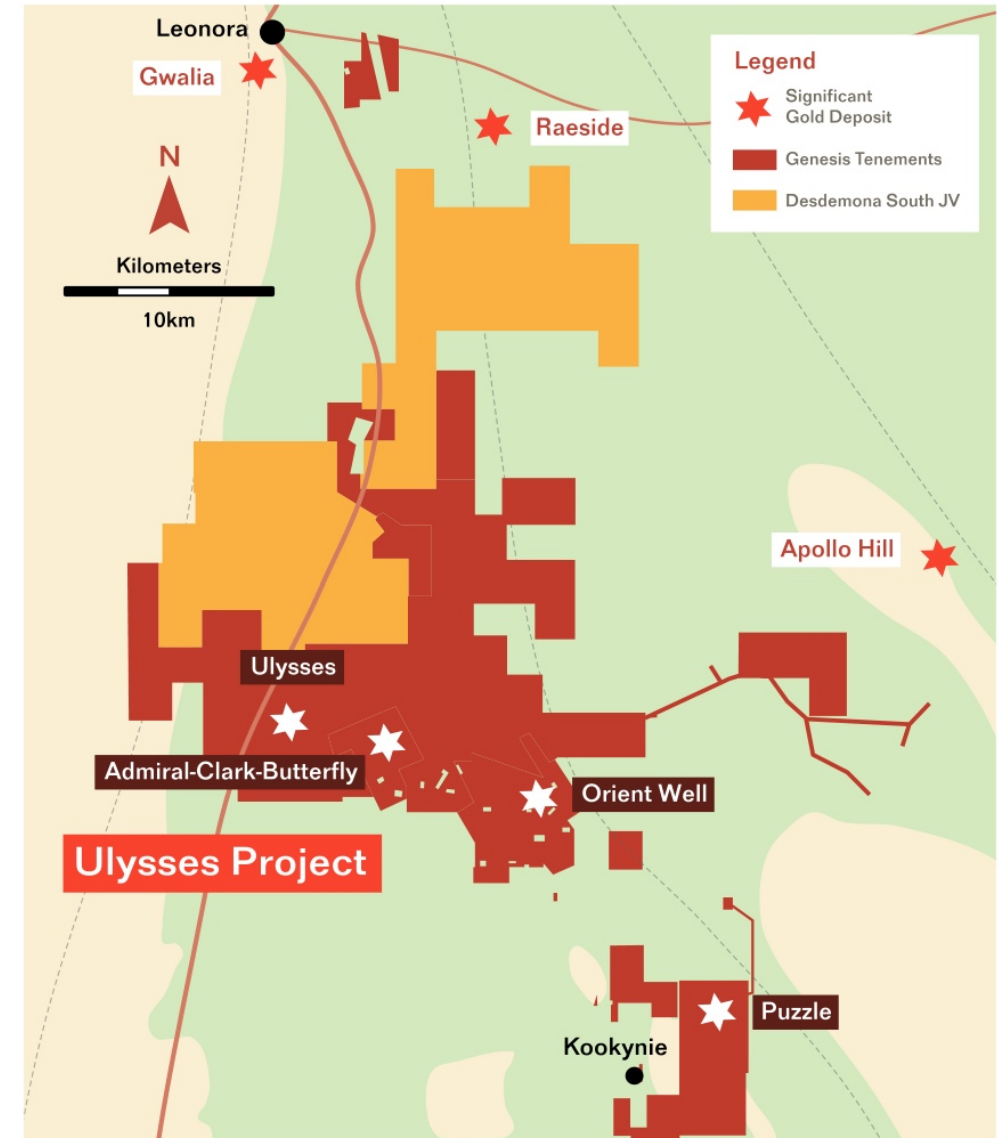 Leonora
Gwalia
Raeside
Legend
Significant
Gold Deposit
Genesis Tenements
Desdemona South JV
N
Kilometers
10km
Apollo Hill
Ulysses
Admiral-Clark-Butterfly
Orient Well
Ulysses Project
Puzzle
Kookynie